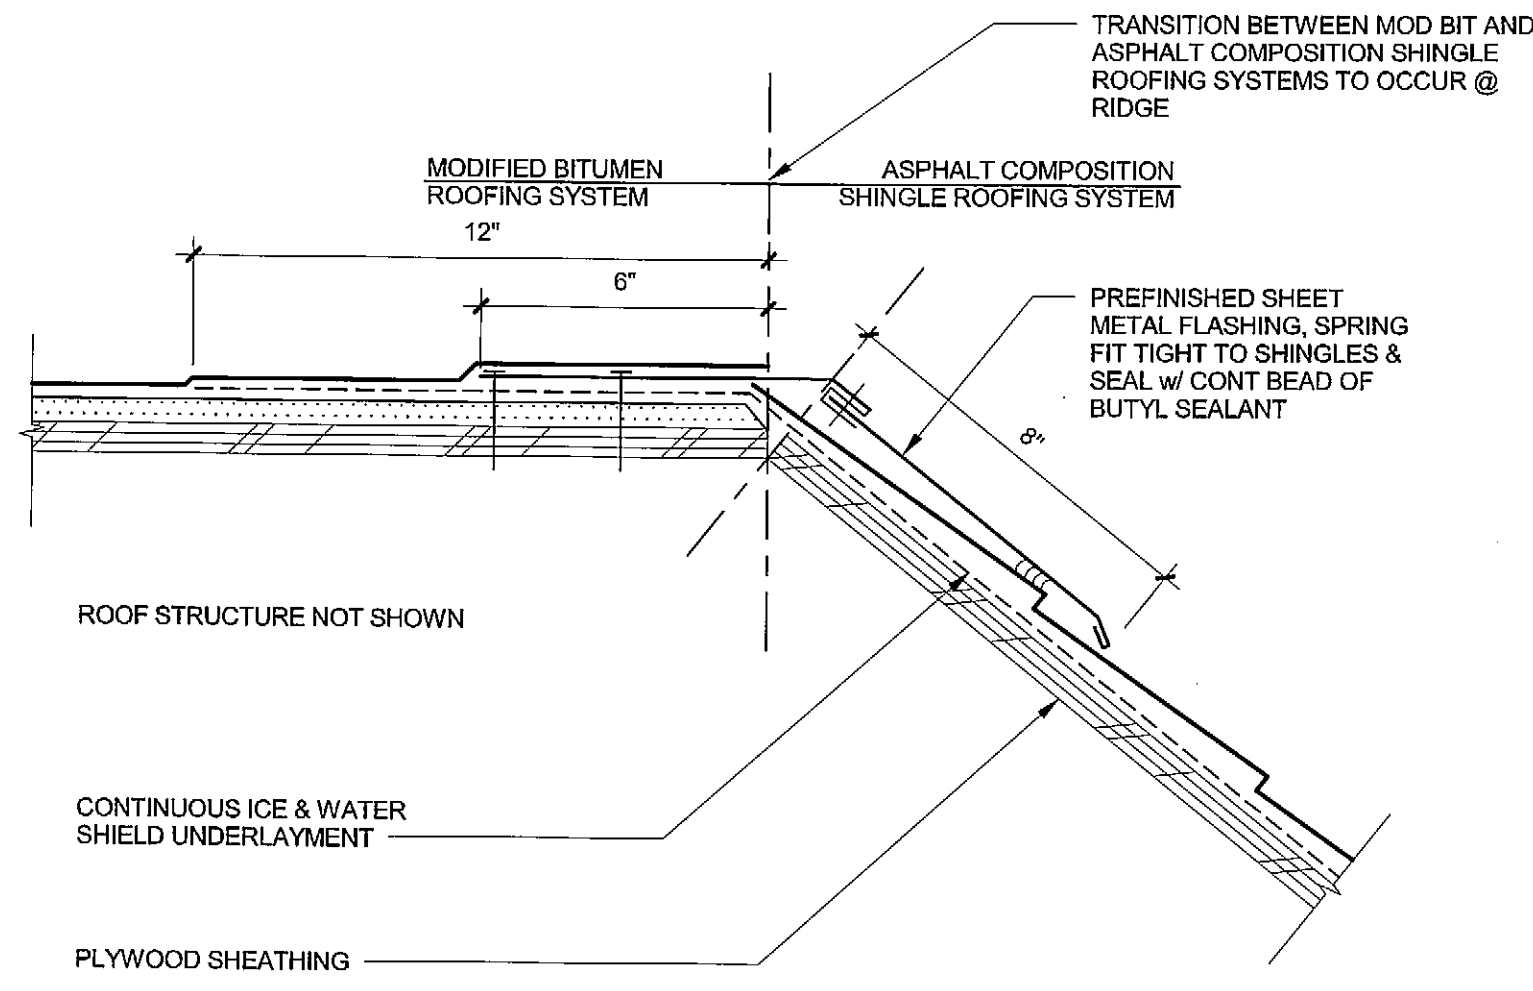 TRANSITION BETWEEN MOD BIT AND
ASPHALT COMPOSITION SHINGLE
ROOFING SYSTEMS TO OCCUR @
RIDGE
MODIFIED BITUMEN
ROOFING SYSTEM
ASPHALT COMPOSITION
SHINGLE ROOFING SYSTEM
12"
6"
PREFINISHED SHEET
METAL FLASHING, SPRING
FIT TIGHT TO SHINGLES &
SEAL w/ CONT BEAD OF
BUTYL SEALANT
8"
ROOF STRUCTURE NOT SHOWN
CONTINUOUS ICE & WATER
SHIELD UNDERLAYMENT
PLYWOOD SHEATHING